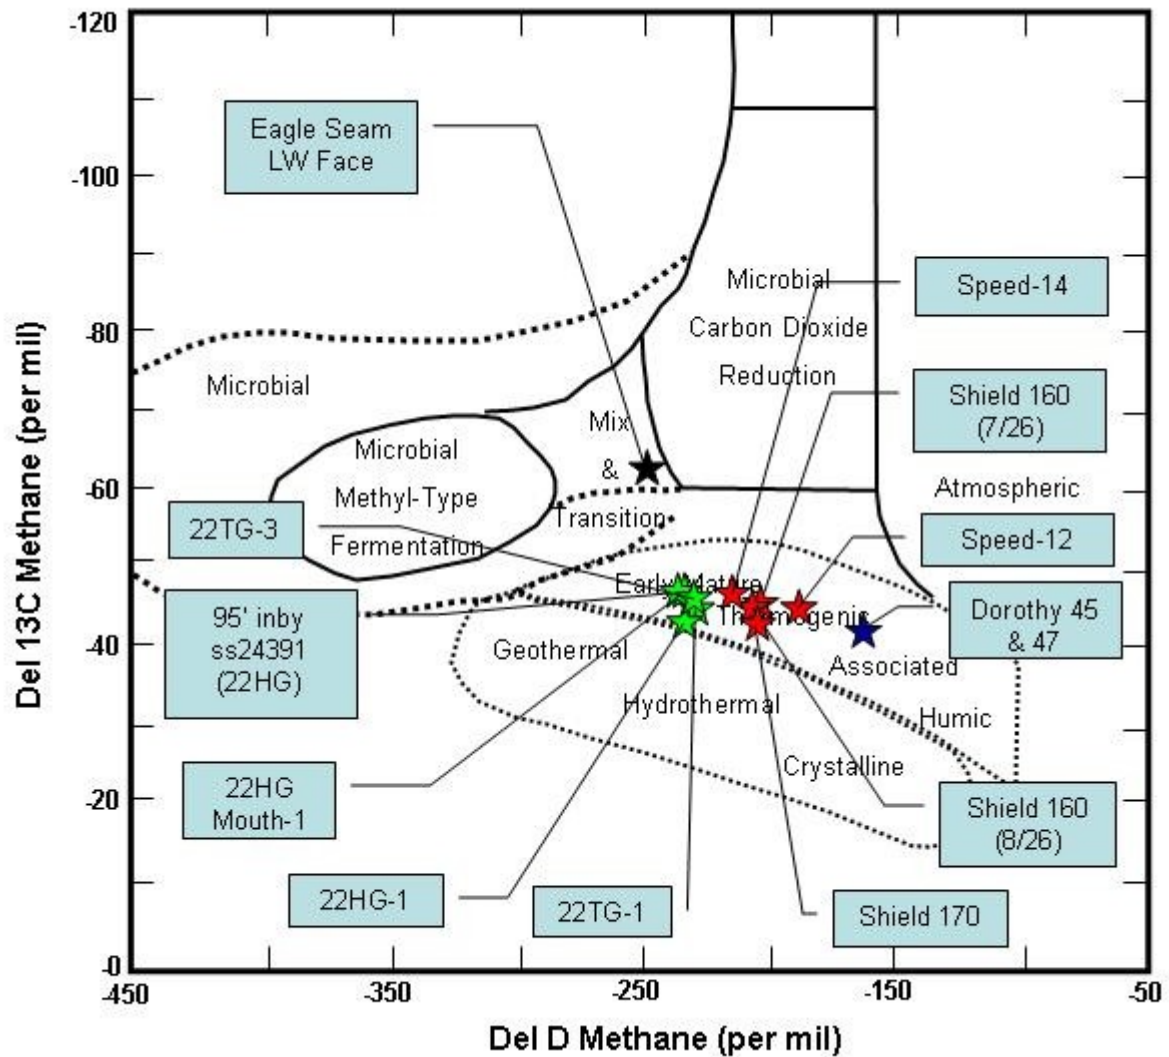 -120
-100
-80
-60
-40
-20
-0
-450
-350
-250
-150
-50
Del 13C Methane (per mil)
Del D Methane (per mil)
Eagle Seam
LW Face
Microbial
Carbon Dioxide
Reduction
Speed-14
Shield 160
(7/26)
Microbial
Mix
&
Transition
Microbial
Methyl-Type
Fermentation
Atmospheric
22TG-3
Speed-12
Early Mature
Thermogenic
95' inby
ss24391
(22HG)
Dorothy 45
& 47
Geothermal
Associated
Hydrothermal
Humic
Crystalline
22HG
Mouth-1
Shield 160
(8/26)
22HG-1
22TG-1
Shield 170